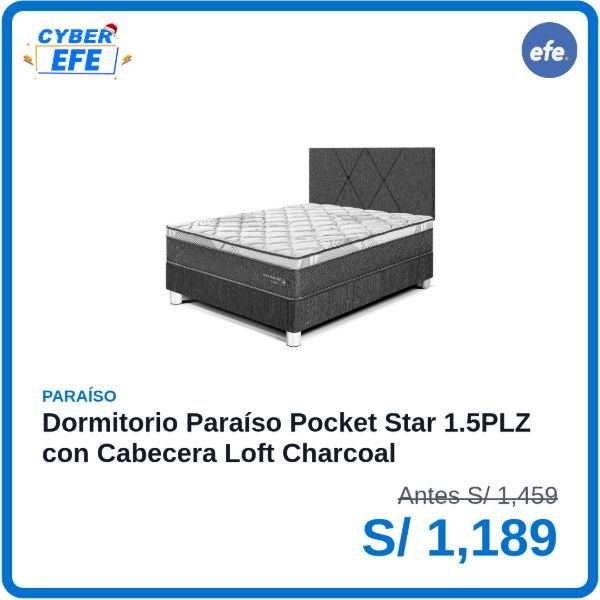 CYBER
EFE
efe.
PARAÍSO
Dormitorio Paraíso Pocket Star 1.5PLZ
con Cabecera Loft Charcoal
Antes S/ 1,459
S/ 1,189